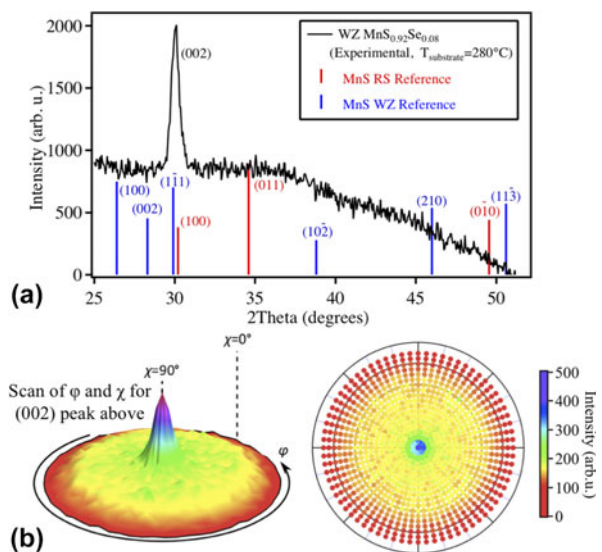 2000
1500
1000
500
0
Intensity (arb. u.)
(002)
WZ MnS0.92Se0.08
(Experimental, Tsubstrate=280°C)
MnS RS Reference
MnS WZ Reference
(100)
(002)
(11̄1)
(100)
(011)
(102̄)
(210)
(01̄0)
(113̄)
25
30
35
40
45
50
2Theta (degrees)
(a)
χ=90°
χ=0°
Scan of φ and χ for
(002) peak above
φ
500
400
300
200
100
0
Intensity (arb.u.)
(b)